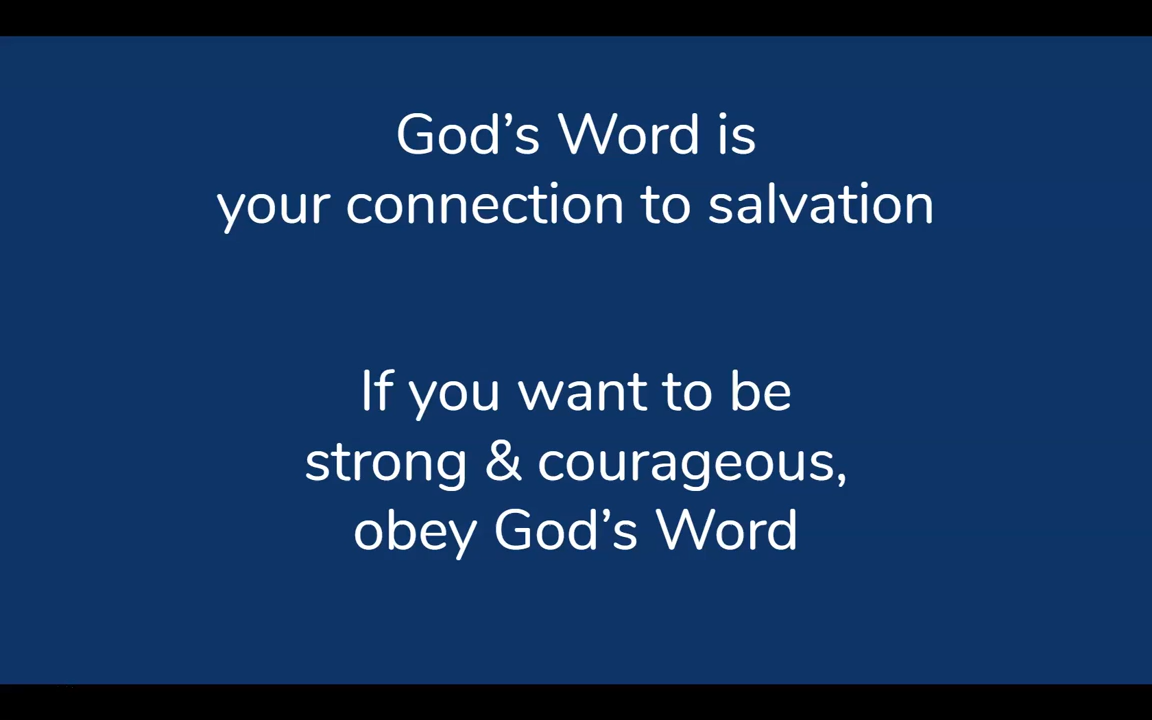 God’s Word is
your connection to salvation
If you want to be
strong & courageous,
obey God’s Word